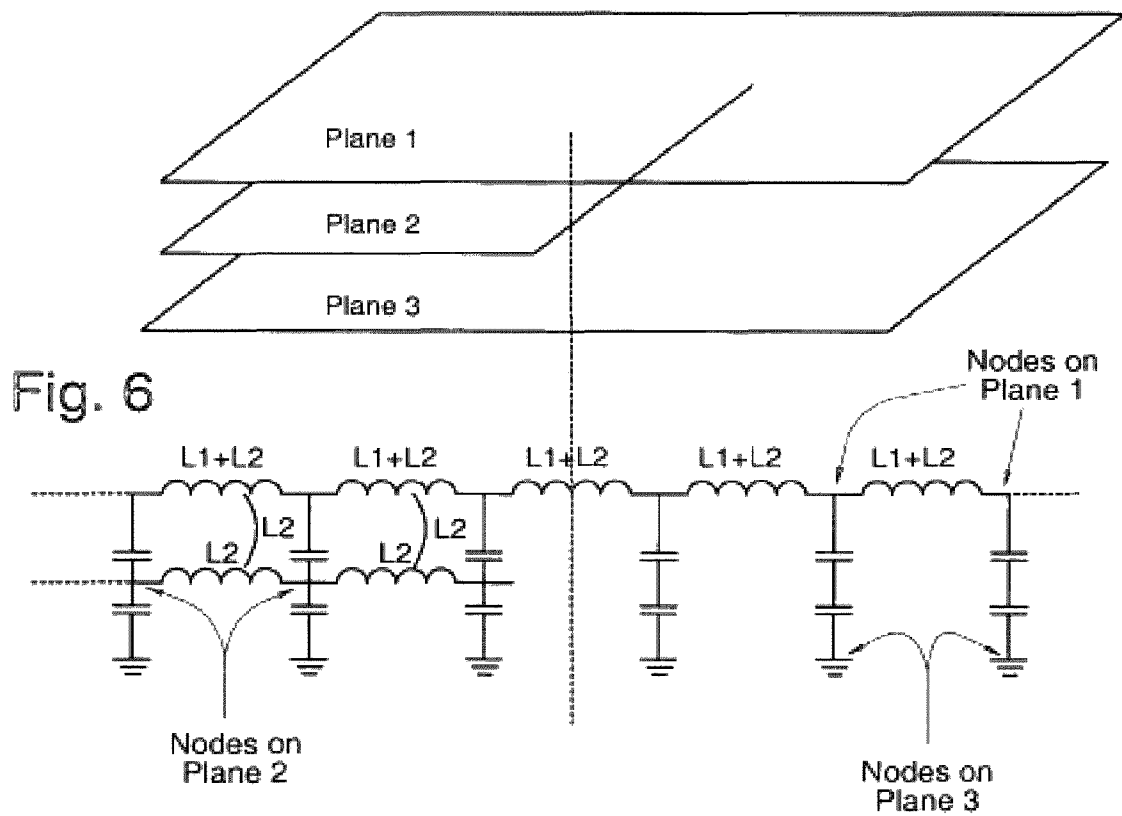 Plane 1
Plane 2
Plane 3
Fig. 6
Nodes on
Plane 1
L1+L2 L1+L2 L1+L2 L1+L2 L1+L2
L2 L2
L2 L2
Nodes on
Plane 2
Nodes on
Plane 3